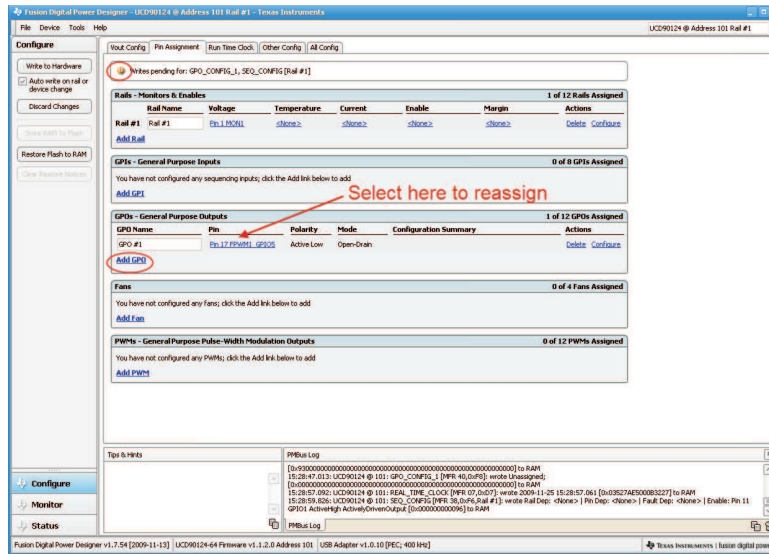 Fusion Digital Power Designer - UCD90124 @ Address 101 Rail #1 - Texas Instruments
File Device Tools Help
UCD90124 @ Address 101 Rail #1
Configure
Write to Hardware
Auto write on rail or
device change
Discard Changes
Store RAM to Flash
Restore Flash to RAM
Clear Restore Notices
Vout Config Pin Assignment Run Time Clock Other Config All Config
Writes pending for: GPO_CONFIG_1, SEQ_CONFIG [Rail #1]
Rails - Monitors & Enables 1 of 12 Rails Assigned
Rail Name Voltage Temperature Current Enable Margin Actions
Rail #1 Rail #1 Pin 1 MON1 <None> <None> <None> <None> Delete Configure
Add Rail
GPIs - General Purpose Inputs 0 of 8 GPIs Assigned
You have not configured any sequencing inputs; click the Add link below to add
Add GPI
Select here to reassign
GPOs - General Purpose Outputs 1 of 12 GPOs Assigned
GPO Name Pin Polarity Mode Configuration Summary Actions
GPO #1 Pin 17 FPWM1_GPIO5 Active Low Open-Drain Delete Configure
Add GPO
Fans 0 of 4 Fans Assigned
You have not configured any fans; click the Add link below to add
Add Fan
PWMs - General Purpose Pulse-Width Modulation Outputs 0 of 12 PWMs Assigned
You have not configured any PWMs; click the Add link below to add
Add PWM
Tips & Hints
PMBus Log
15:28:47.013: UCD90124 @ 101: GPO_CONFIG_1 [MFR 40,0xF8]: wrote Unassigned;
15:28:57.092: UCD90124 @ 101: REAL_TIME_CLOCK [MFR 07,0xD7]: wrote 2009-11-25 15:28:57.061 [0x03527AE5000B3227] to RAM
15:28:59.826: UCD90124 @ 101: SEQ_CONFIG [MFR 38,0xF6,Rail #1]: wrote Rail Dep: <None> | Pin Dep: <None> | Fault Dep: <None> | Enable: Pin 11
GPIO1 ActiveHigh ActivelyDrivenOutput [0x000000000096] to RAM
PMBus Log
Configure
Monitor
Status
Fusion Digital Power Designer v1.7.54 [2009-11-13] UCD90124-64 Firmware v1.1.2.0 Address 101 USB Adapter v1.0.10 [PEC; 400 kHz] TEXAS INSTRUMENTS | fusion digital power